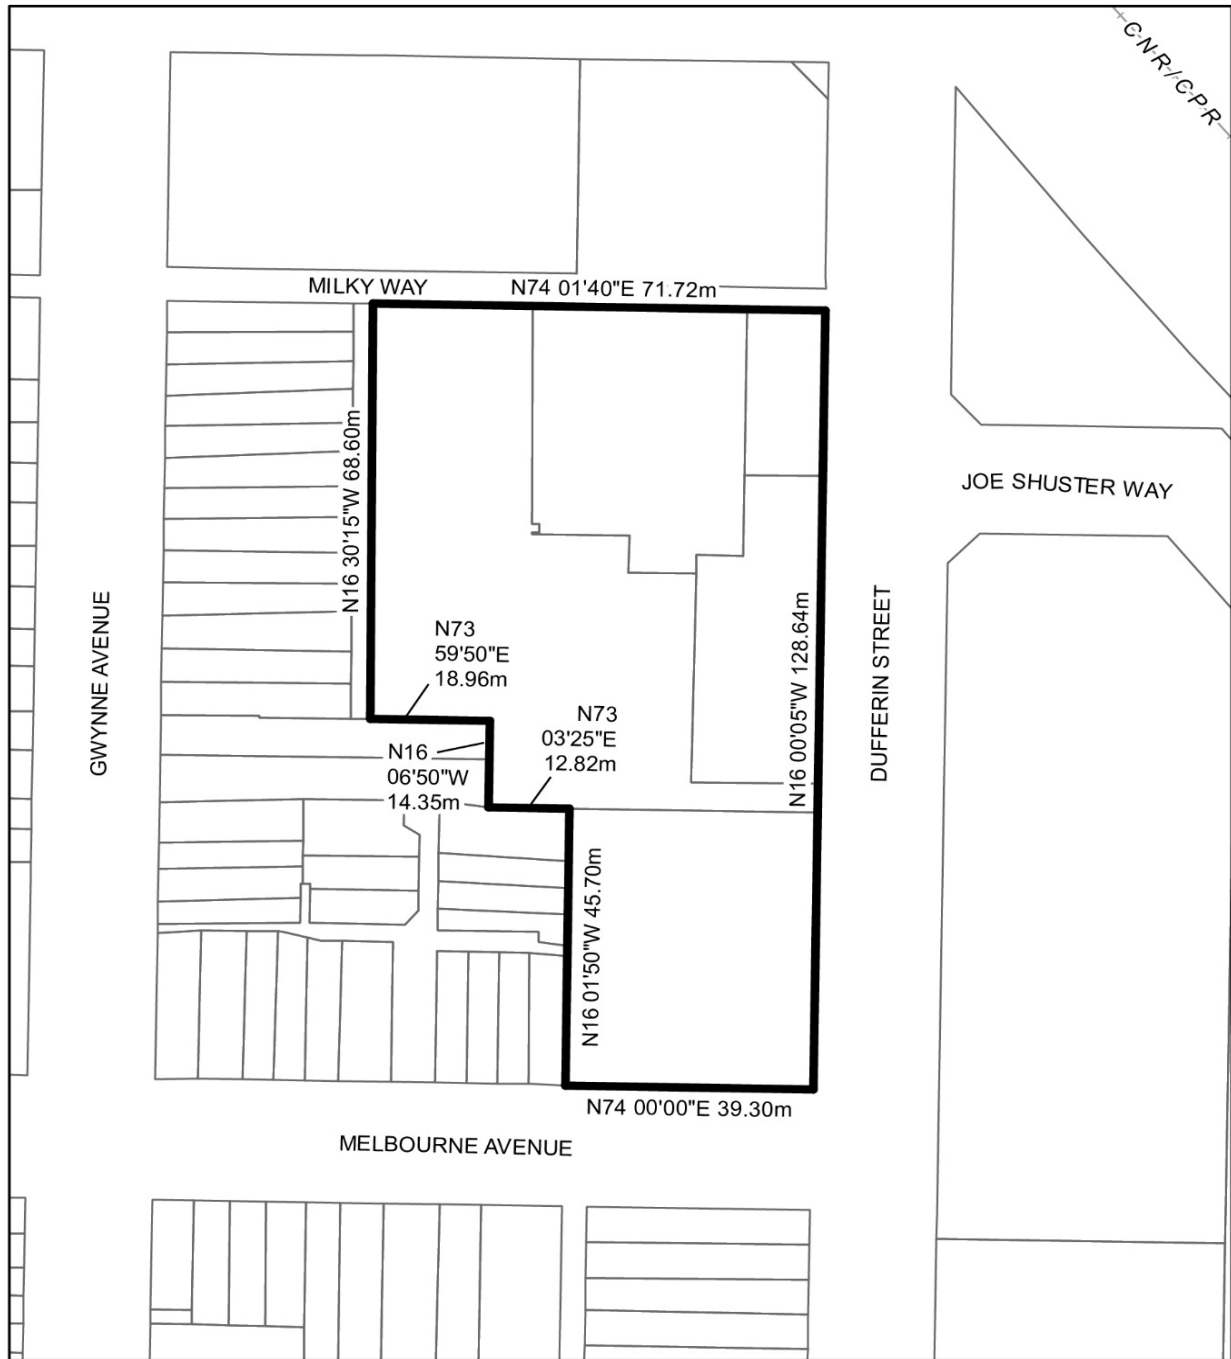 C-N-R-/-C-P-R
MILKY WAY
N74 01'40"E 71.72m
N16 30'15"W 68.60m
JOE SHUSTER WAY
GWYNNE AVENUE
N73
59'50"E
18.96m
N16 00'05"W 128.64m
DUFFERIN STREET
N73
03'25"E
12.82m
N16
06'50"W
14.35m
N16 01'50"W 45.70m
N74 00'00"E 39.30m
MELBOURNE AVENUE